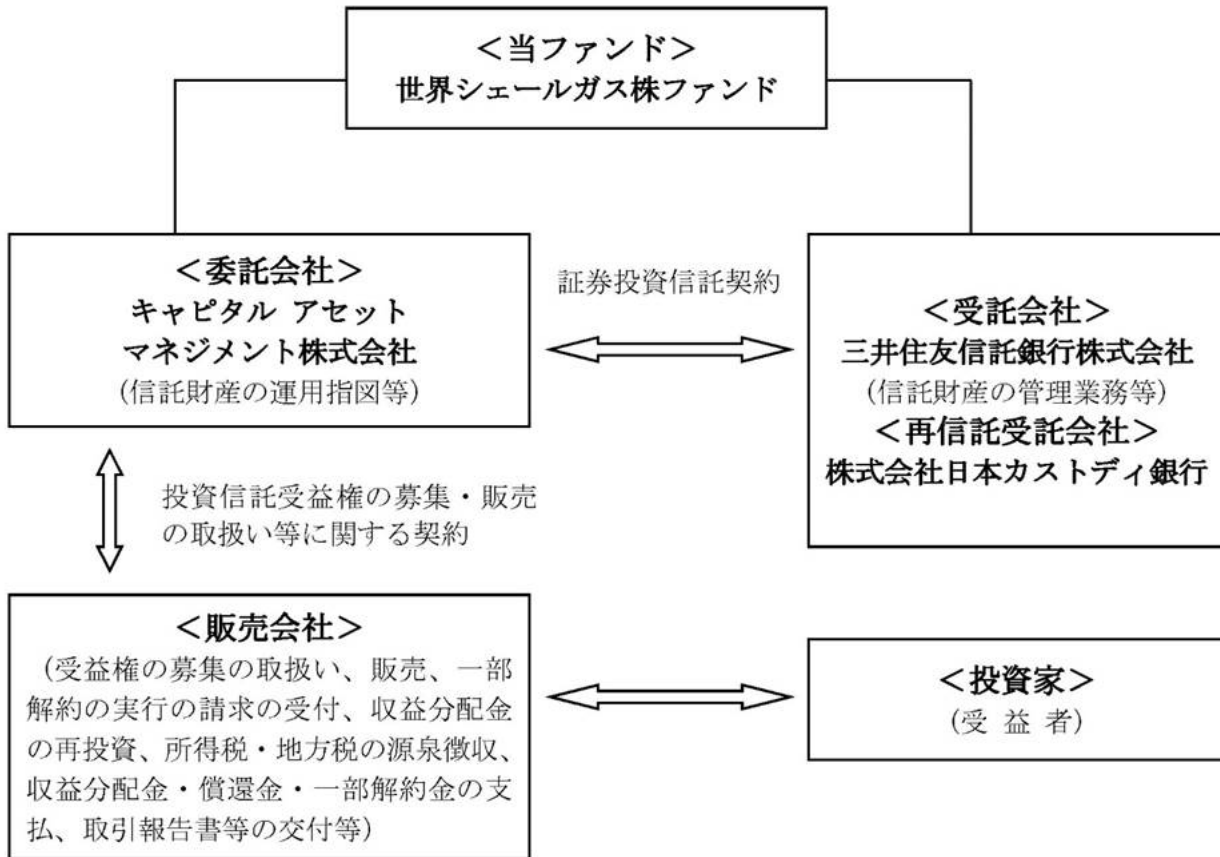 ＜当ファンド＞
世界シェールガス株ファンド
＜委託会社＞
キャピタル アセット
マネジメント株式会社
(信託財産の運用指図等)
証券投資信託契約
＜受託会社＞
三井住友信託銀行株式会社
(信託財産の管理業務等)
＜再信託受託会社＞
株式会社日本カストディ銀行
投資信託受益権の募集・販売
の取扱い等に関する契約
＜販売会社＞
(受益権の募集の取扱い、販売、一部
解約の実行の請求の受付、収益分配金
の再投資、所得税・地方税の源泉徴収、
収益分配金・償還金・一部解約金の支
払、取引報告書等の交付等)
＜投資家＞
(受 益 者)